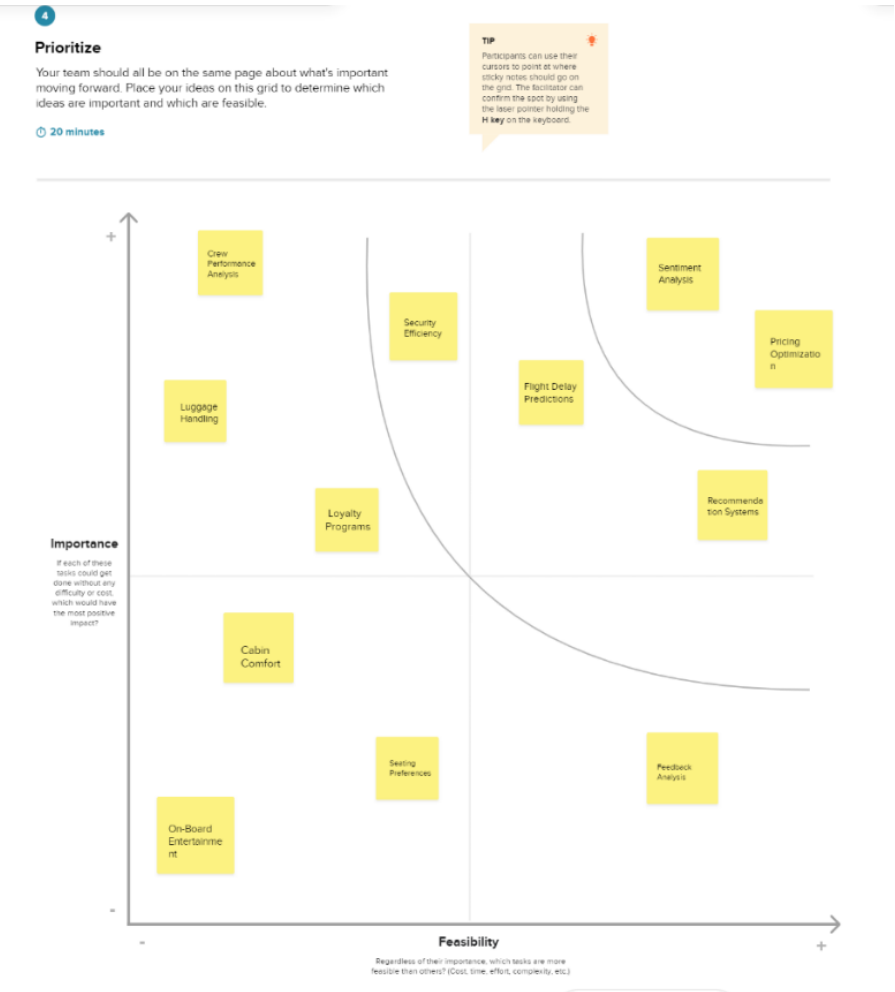 4
Prioritize
Your team should all be on the same page about what's important
moving forward. Place your ideas on this grid to determine which
ideas are important and which are feasible.
20 minutes
TIP
Participants can use their
cursors to point at where
sticky notes should go on
the grid. The facilitator can
confirm the spot by using
the laser pointer holding the
H key on the keyboard.
+
Crew
Performance
Analysis
Security
Efficiency
Sentiment
Analysis
Pricing
Optimizatio
n
Flight Delay
Predictions
Luggage
Handling
Loyalty
Programs
Recommenda
tion Systems
Importance
If each of these
tasks could get
done without any
difficulty or cost,
which would have
the most positive
impact?
Cabin
Comfort
Seating
Preferences
Feedback
Analysis
On-Board
Entertainme
nt
-
-
Feasibility
+
Regardless of their importance, which tasks are more
feasible than others? (Cost, time, effort, complexity, etc.)